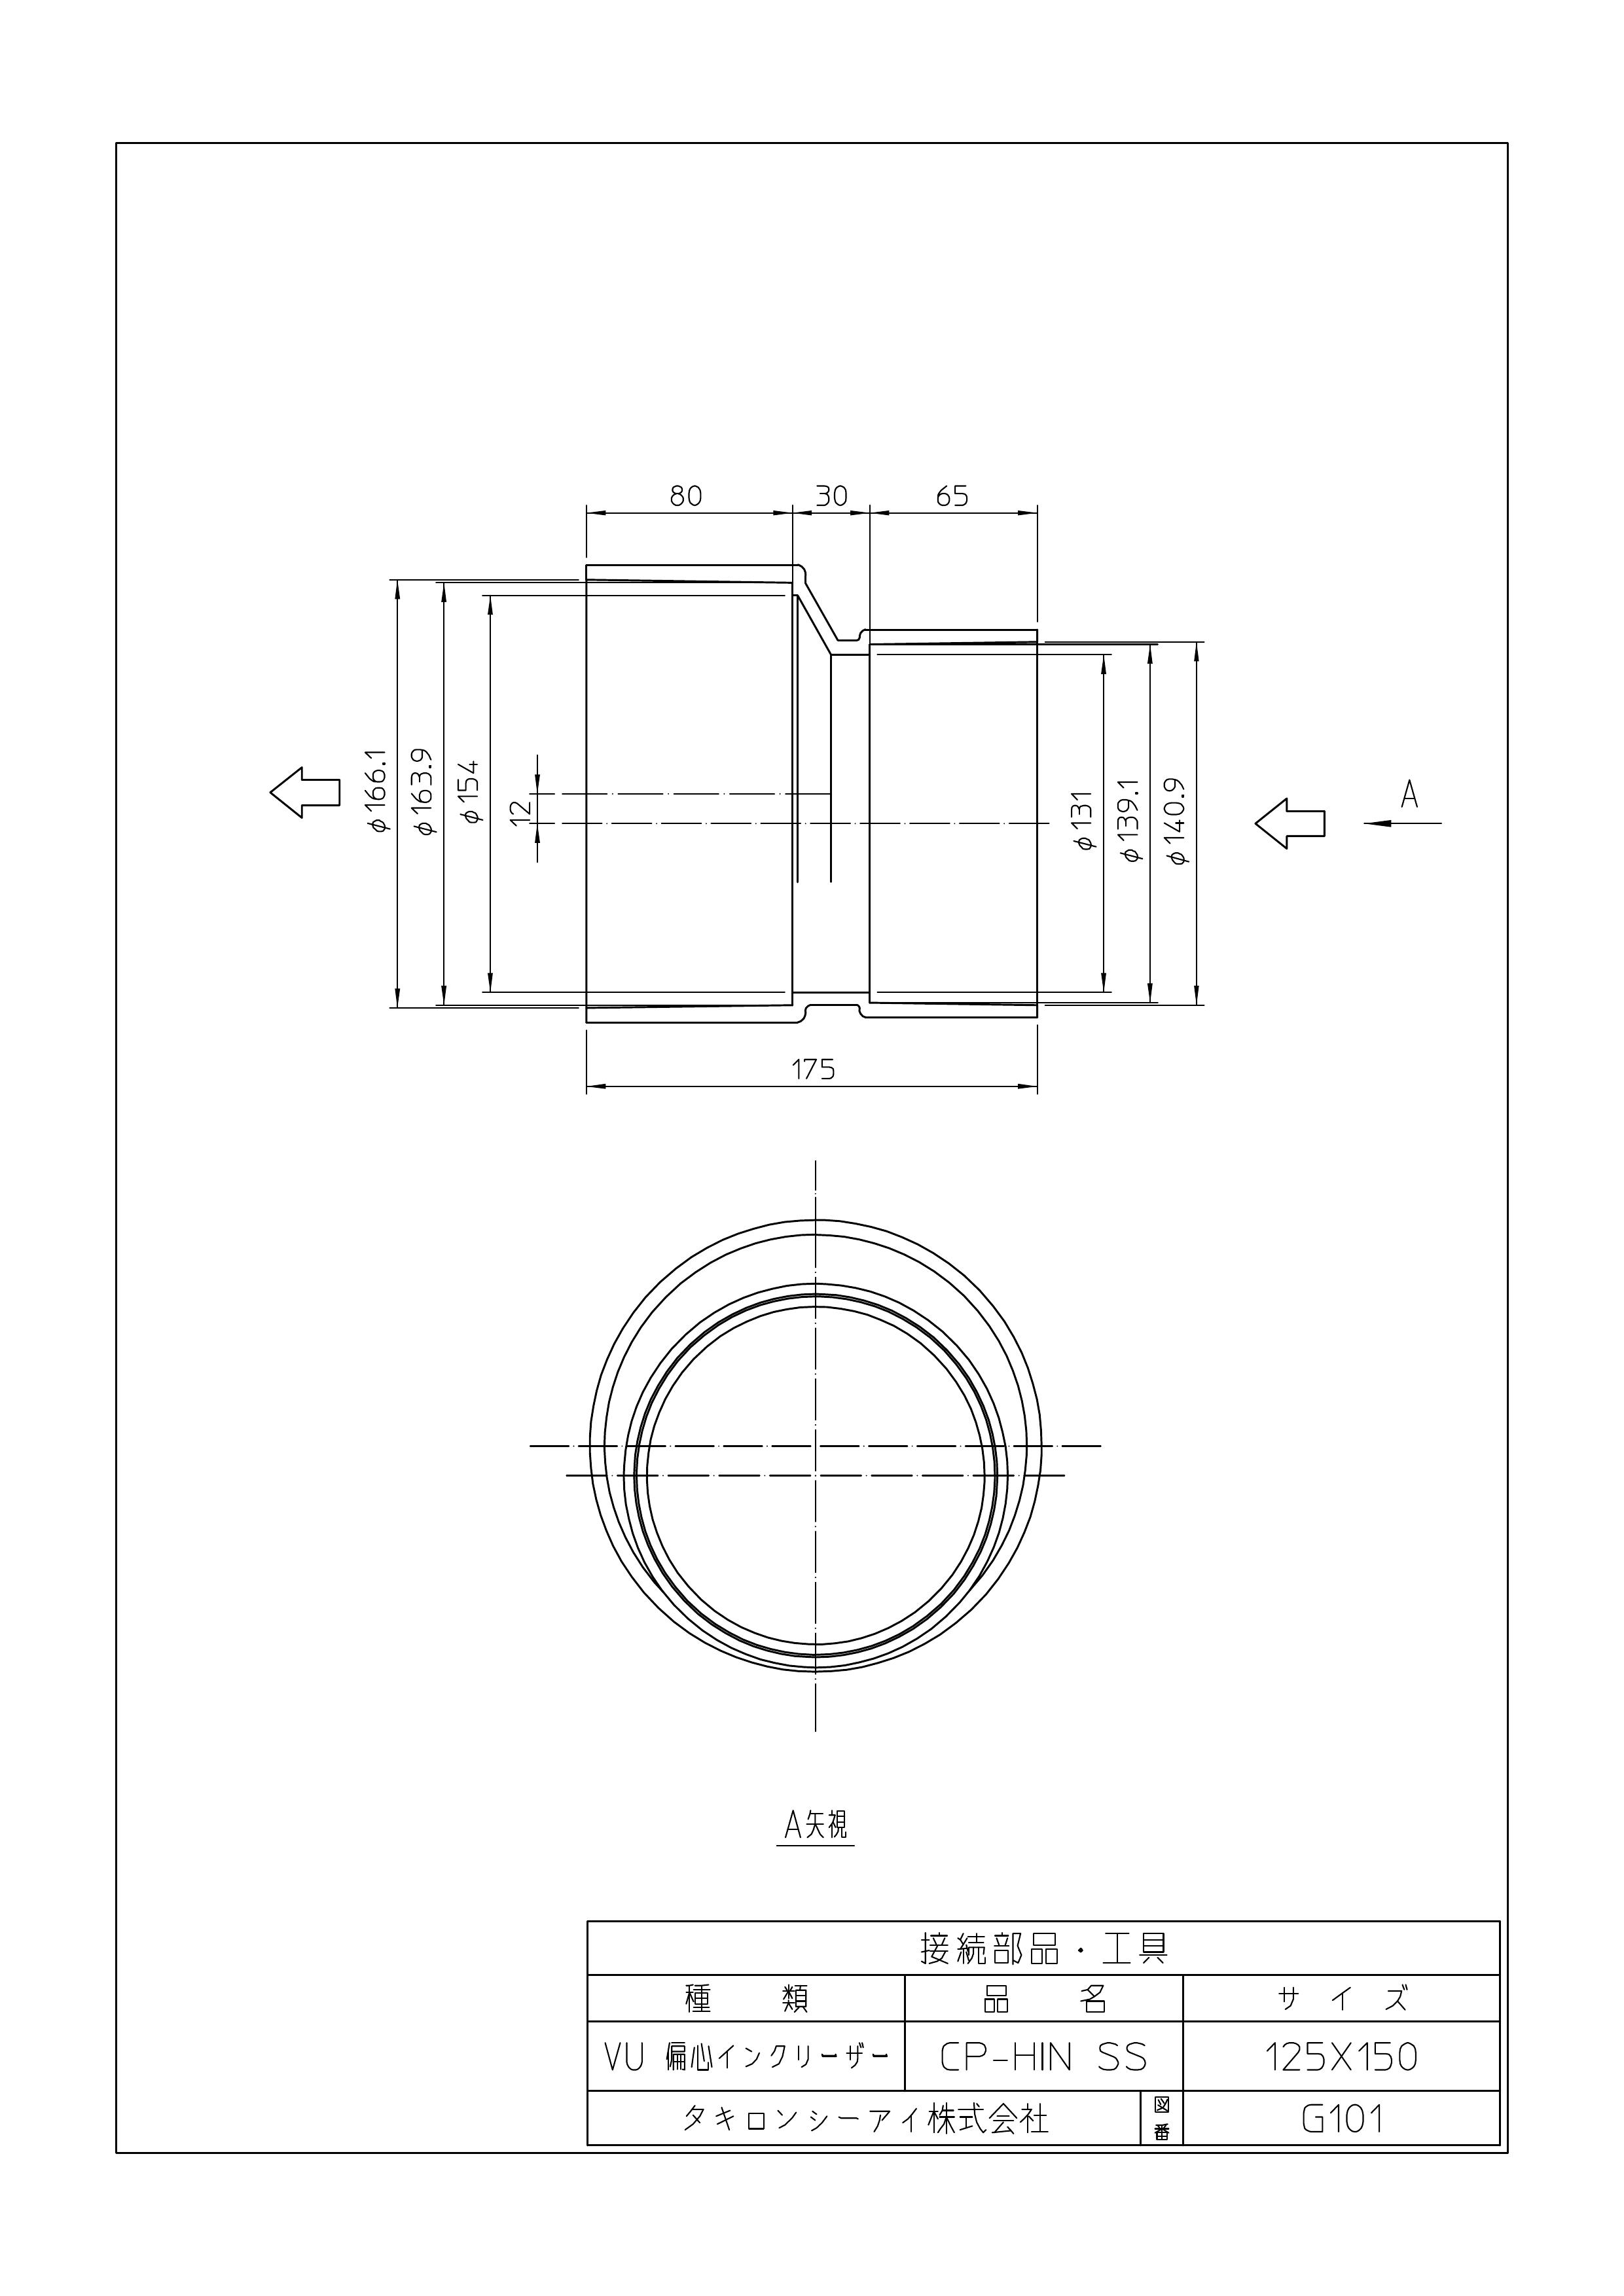 80 30 65
φ166.1
φ163.9
φ154
12
φ131
φ139.1
φ140.9
A
175
A矢視
接続部品・工具
種類 品名 サイズ
VU 偏心インクリーザー CP-HIN SS 125X150
タキロンシーアイ株式会社 図番 G101